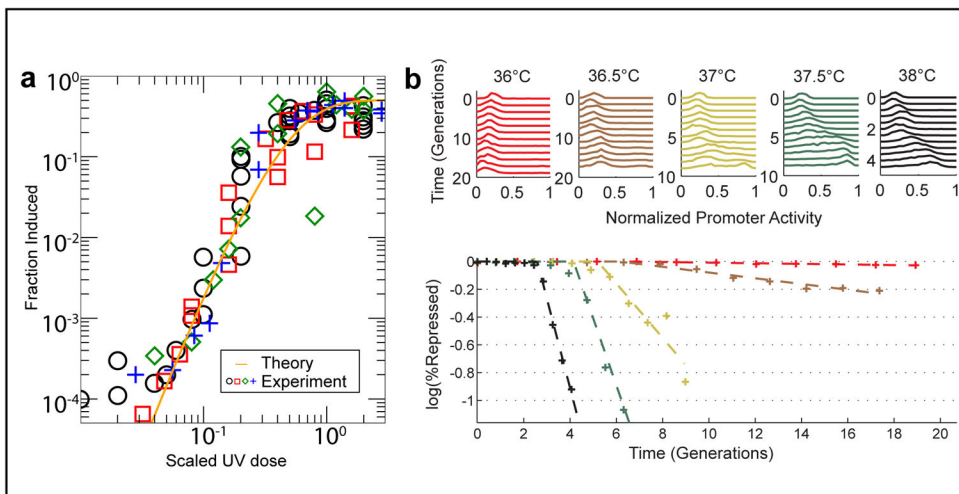 a
10⁰
10⁻¹
10⁻²
10⁻³
10⁻⁴
Fraction Induced
Theory
Experiment
10⁻¹
10⁰
Scaled UV dose
b
36°C
36.5°C
37°C
37.5°C
38°C
Time (Generations)
0
10
20
0
10
20
0
5
10
0
5
10
0
2
4
0 0.5 1
0 0.5 1
0 0.5 1
0 0.5 1
0 0.5 1
Normalized Promoter Activity
log(%Repressed)
0
-0.2
-0.4
-0.6
-0.8
-1
0 2 4 6 8 10 12 14 16 18 20
Time (Generations)